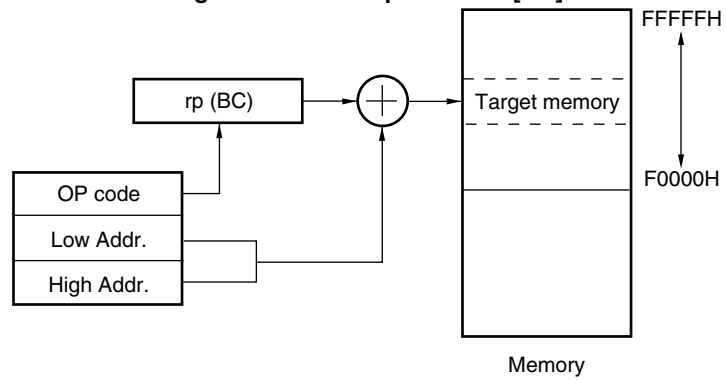 FFFFFH
rp (BC)
Target memory
OP code
F0000H
Low Addr.
High Addr.
Memory